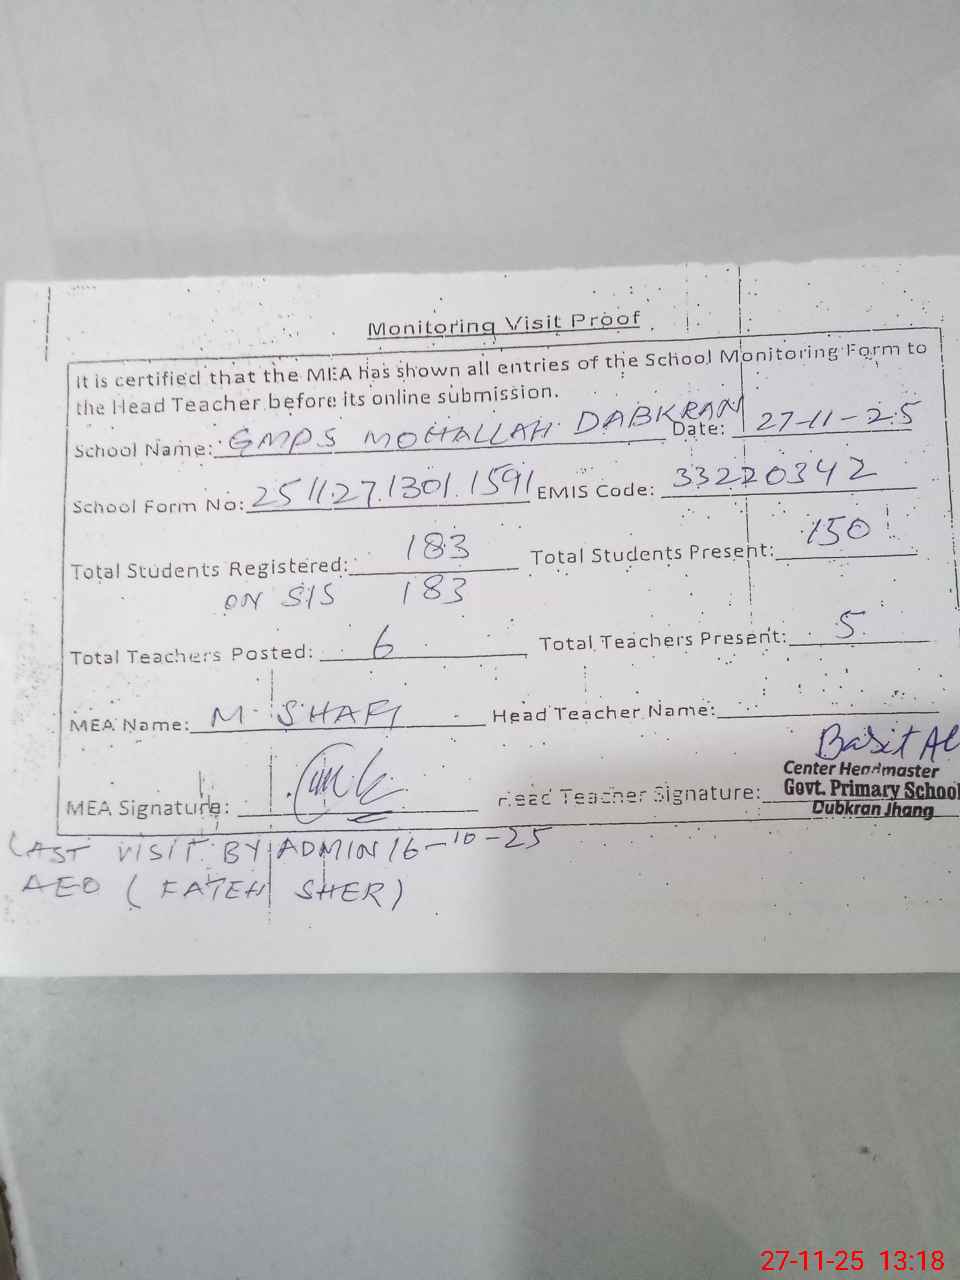 Monitoring Visit Proof
It is certified that the MEA has shown all entries of the School Monitoring Form to
the Head Teacher before its online submission.
School Name: GMPS MOHALLAH DABKRAN Date: 27-11-25
School Form No: 251127.1301.1591 EMIS Code: 33220342
Total Students Registered: 183 Total Students Present: 150
ON SIS 183
Total Teachers Posted: 6 Total Teachers Present: 5
MEA Name: M. SHAFI Head Teacher Name:
Basit Al
Center Headmaster
MEA Signature: Head Teacher Signature: Govt. Primary School
Dubkran Jhang
LAST VISIT BY ADMIN 16-10-25
AEO (FATEH SHER)
27-11-25 13:18